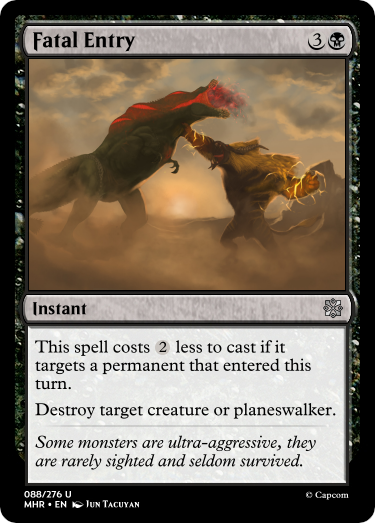 Fatal Entry 3
Instant
This spell costs 2 less to cast if it
targets a permanent that entered this
turn.
Destroy target creature or planeswalker.
Some monsters are ultra-aggressive, they
are rarely sighted and seldom survived.
088/276 U
MHR • EN Jun Tacuyan
© Capcom